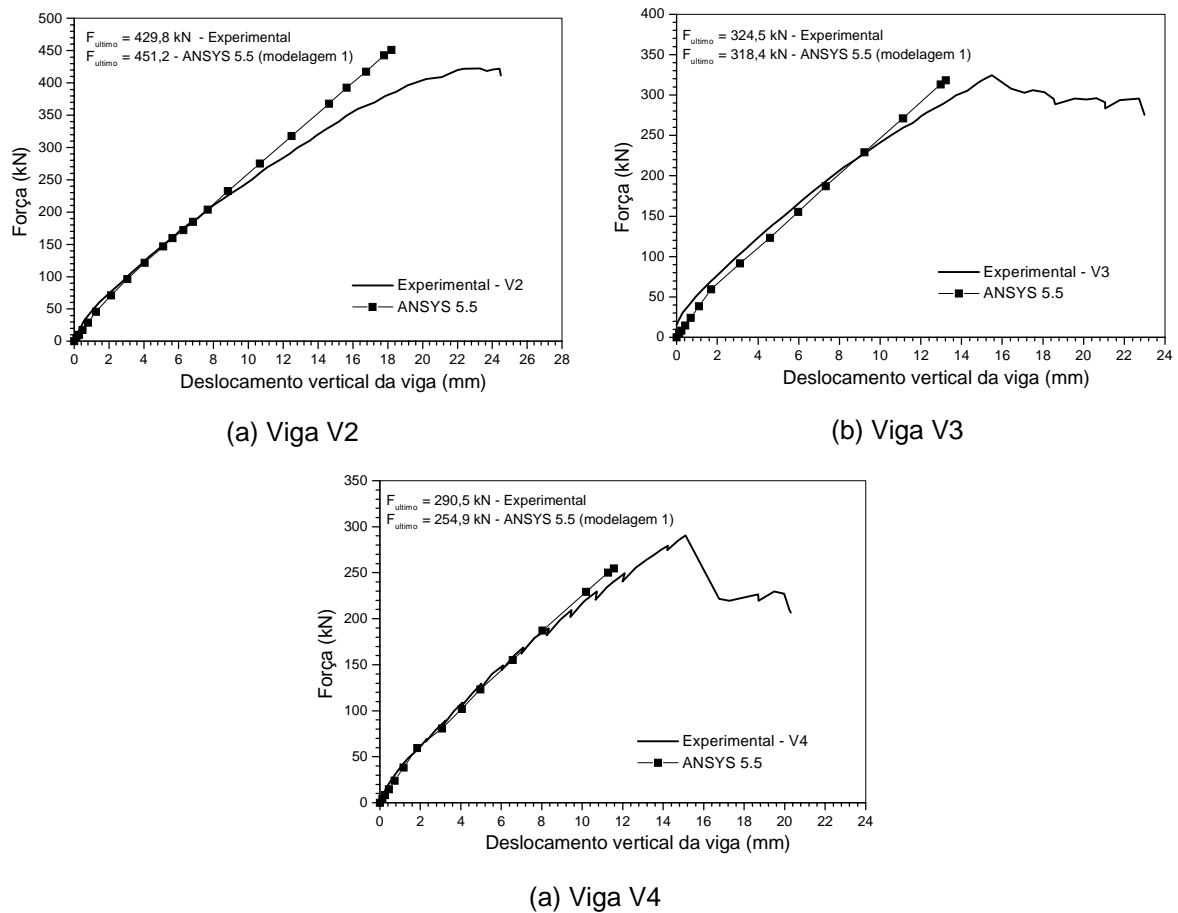 F ultimo = 429,8 kN - Experimental
F ultimo = 451,2 - ANSYS 5.5 (modelagem 1)
500
450
400
350
300
250
200
150
100
50
0
Força (kN)
Experimental - V2
ANSYS 5.5
0 2 4 6 8 10 12 14 16 18 20 22 24 26 28
Deslocamento vertical da viga (mm)
(a) Viga V2
F ultimo = 324,5 kN - Experimental
F ultimo = 318,4 kN - ANSYS 5.5 (modelagem 1)
400
350
300
250
200
150
100
50
0
Força (kN)
Experimental - V3
ANSYS 5.5
0 2 4 6 8 10 12 14 16 18 20 22 24
Deslocamento vertical da viga (mm)
(b) Viga V3
F ultimo = 290,5 kN - Experimental
F ultimo = 254,9 kN - ANSYS 5.5 (modelagem 1)
350
300
250
200
150
100
50
0
Força (kN)
Experimental - V4
ANSYS 5.5
0 2 4 6 8 10 12 14 16 18 20 22 24
Deslocamento vertical da viga (mm)
(a) Viga V4